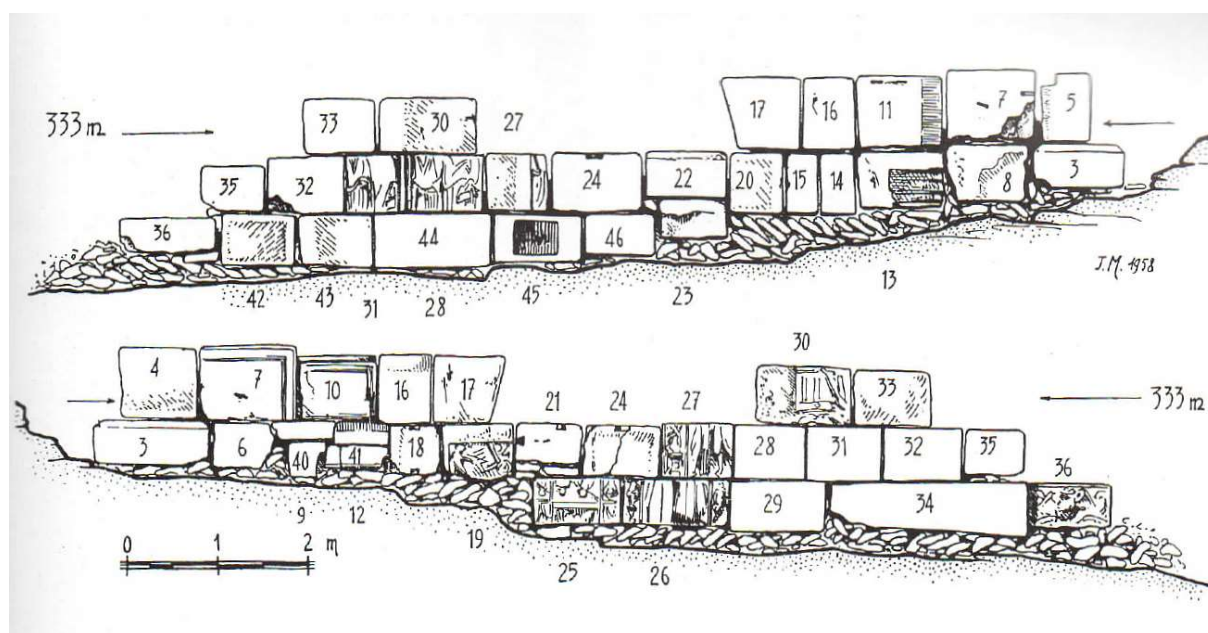 17 16 11 7 5
333 m 33 30 27
35 32 24 22 20 15 14 8 3
36 44 46
J.M. 1958
42 43 31 28 45 23 13
30
4 7 10 16 17 33
21 24 27 333 m
3 6 40 41 18 28 31 32 35
36
29 34
9 12 19
0 1 2 m
25 26